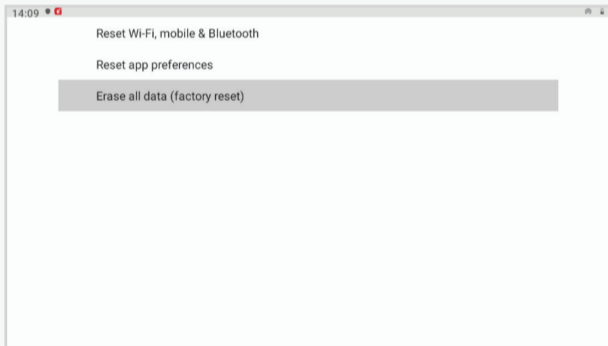 14:09
Reset Wi-Fi, mobile & Bluetooth
Reset app preferences
Erase all data (factory reset)